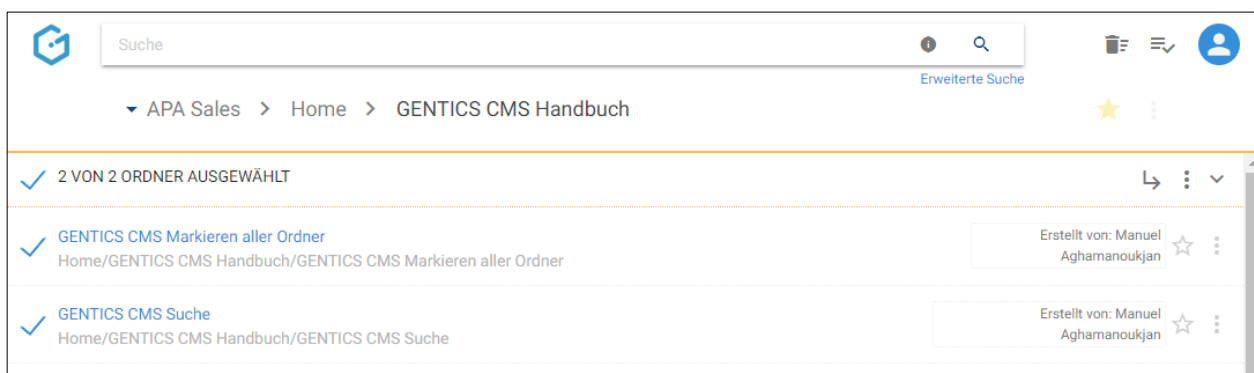 Suche
Erweiterte Suche
APA Sales > Home > GENTICS CMS Handbuch
2 VON 2 ORDNER AUSGEWÄHLT
GENTICS CMS Markieren aller Ordner
Home/GENTICS CMS Handbuch/GENTICS CMS Markieren aller Ordner
Erstellt von: Manuel
Aghamanoukjan
GENTICS CMS Suche
Home/GENTICS CMS Handbuch/GENTICS CMS Suche
Erstellt von: Manuel
Aghamanoukjan